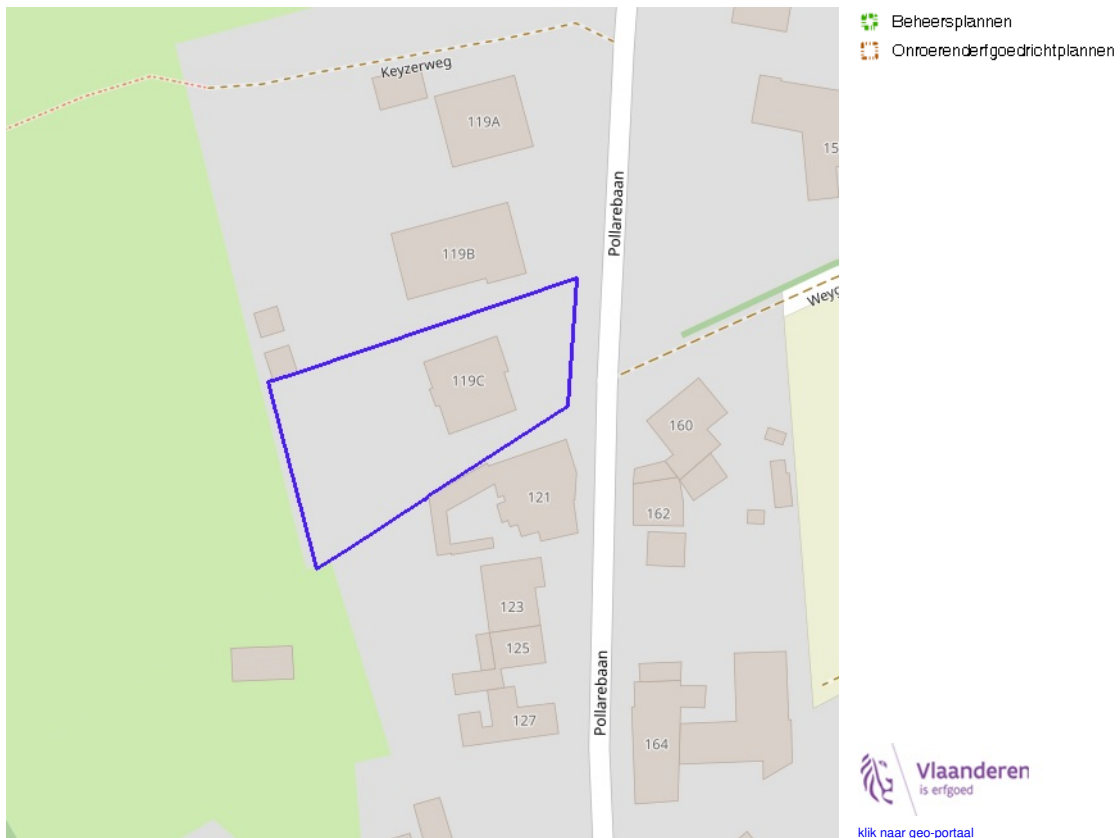 Beheersplannen
Onroerenderfgoedrichtplannen
Keyzerweg
119A
15
Pollarebaan
119B
119C
160
121
162
123
125
Pollarebaan
127
164
Vlaanderen
is erfgoed
klik naar geo-portaal